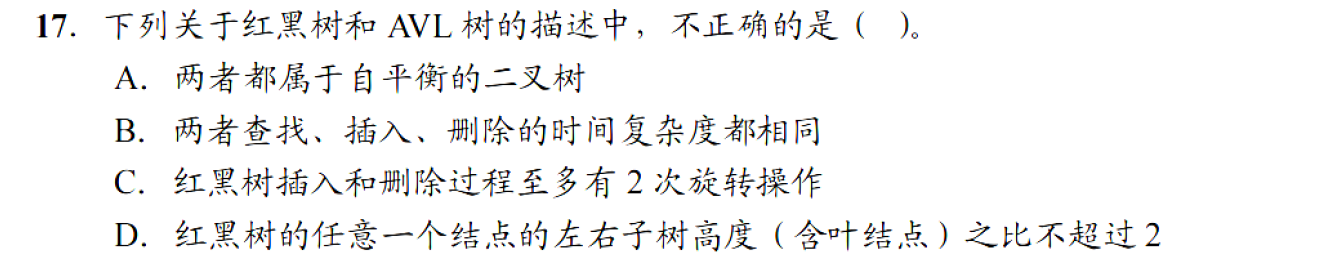 17. 下列关于红黑树和 AVL 树的描述中，不正确的是（ ）。
A. 两者都属于自平衡的二叉树
B. 两者查找、插入、删除的时间复杂度都相同
C. 红黑树插入和删除过程至多有 2 次旋转操作
D. 红黑树的任意一个结点的左右子树高度（含叶结点）之比不超过 2